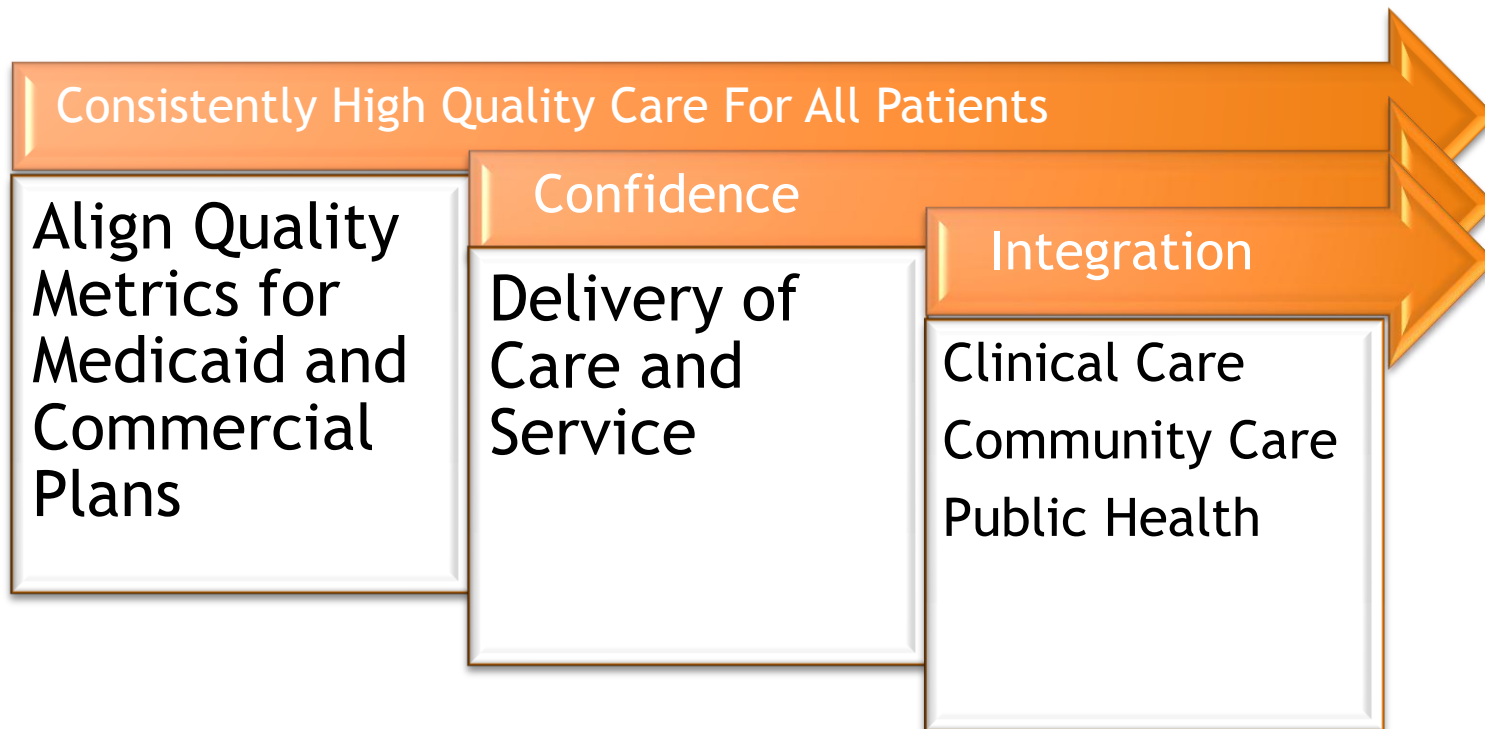 Consistently High Quality Care For All Patients
Align Quality
Metrics for
Medicaid and
Commercial
Plans
Confidence
Delivery of
Care and
Service
Integration
Clinical Care
Community Care
Public Health